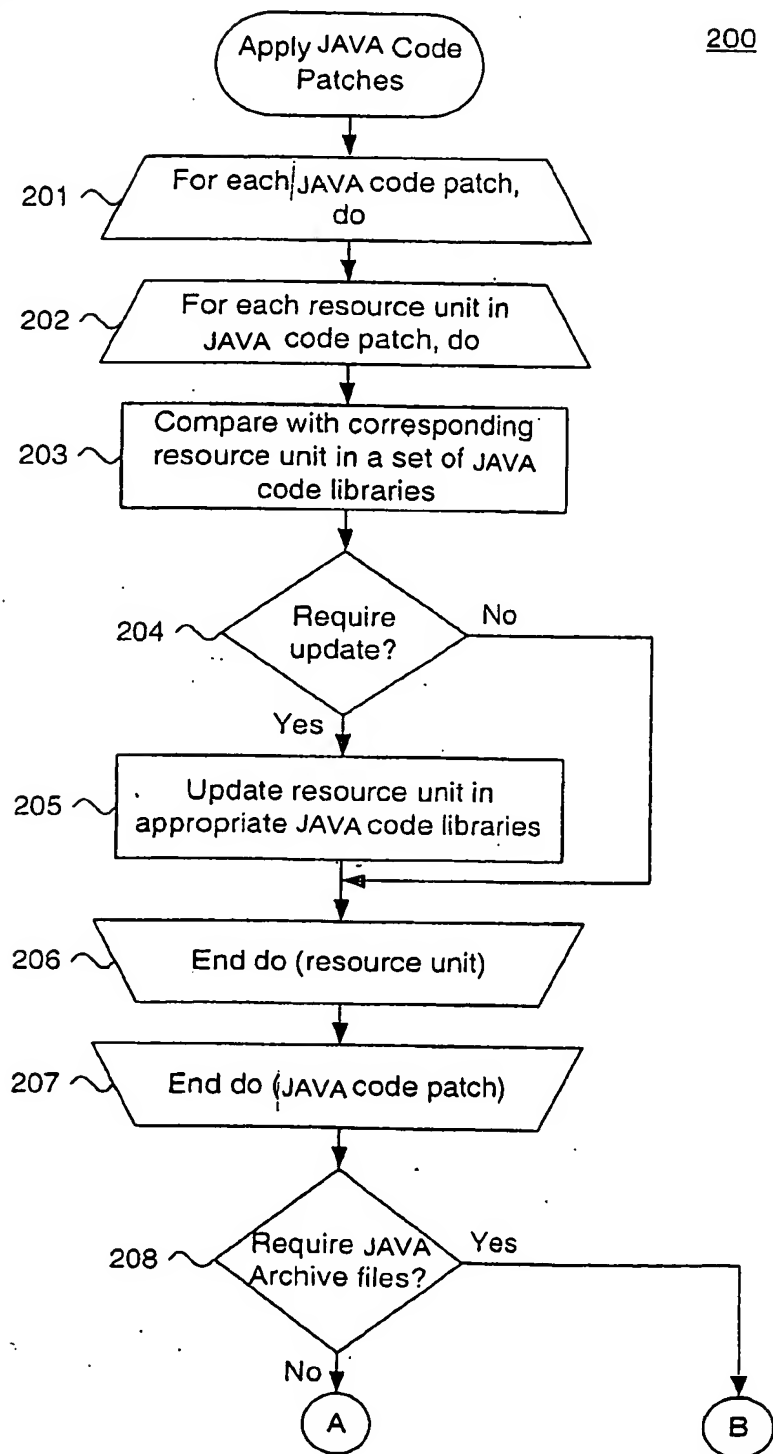 200
Apply JAVA Code
Patches
201
For each JAVA code patch,
do
202
For each resource unit in
JAVA code patch, do
203
Compare with corresponding
resource unit in a set of JAVA
code libraries
204
Require
update?
No
Yes
205
Update resource unit in
appropriate JAVA code libraries
206
End do (resource unit)
207
End do (JAVA code patch)
208
Require JAVA
Archive files?
Yes
No
A
B